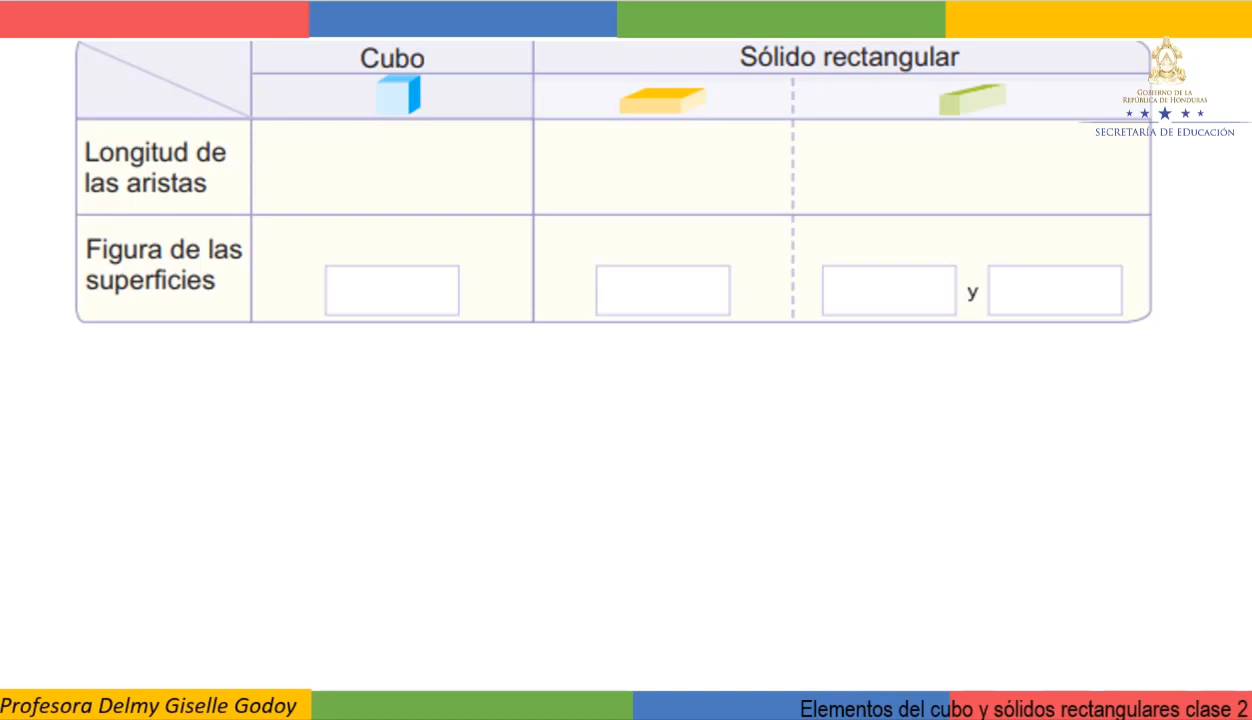 Cubo
Sólido rectangular
GOBIERNO DE LA
REPÚBLICA DE HONDURAS
SECRETARÍA DE EDUCACIÓN
Longitud de
las aristas
Figura de las
superficies
y
Profesora Delmy Giselle Godoy
Elementos del cubo y sólidos rectangulares clase 2